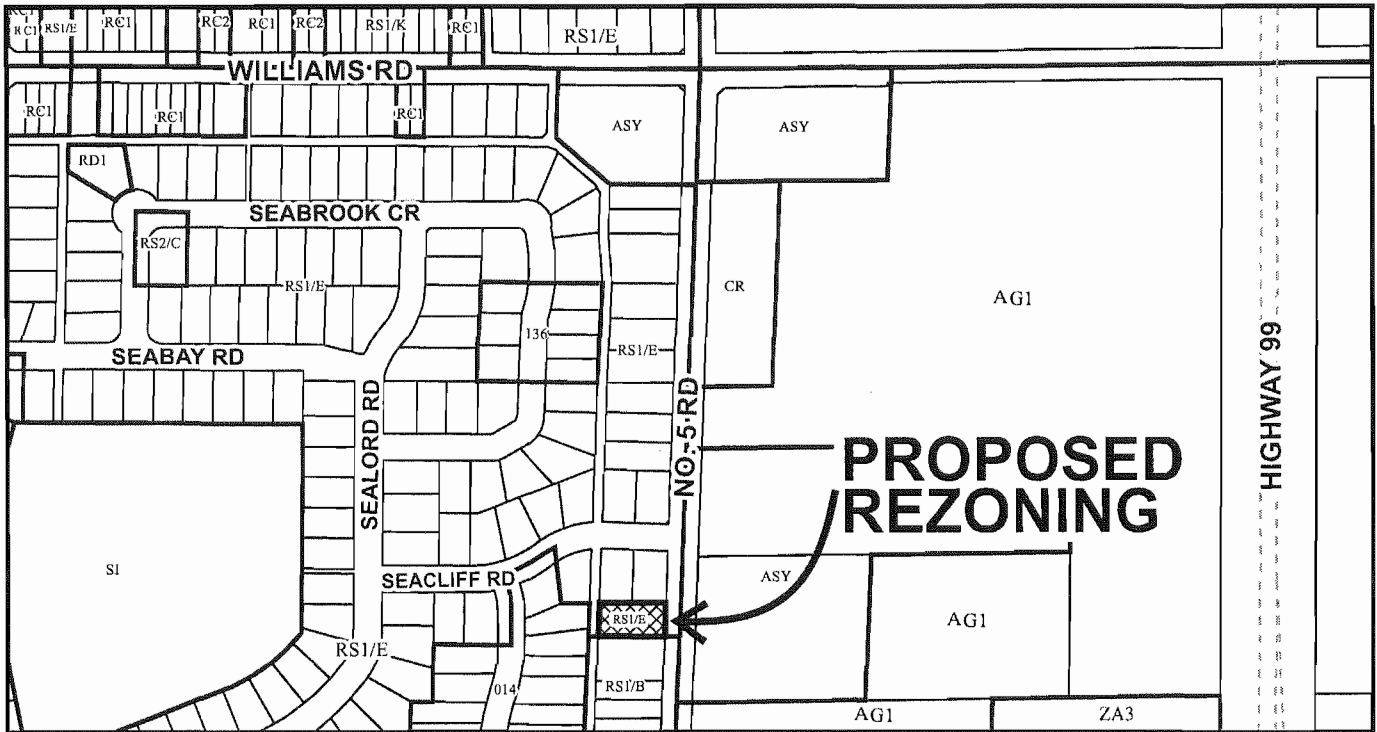 RC1
RC1
RS1/E
RC1
RC2
RC1
RC2
RS1/K
RC1
RS1/E
WILLIAMS RD
RC1
RC1
RC1
ASY
ASY
RD1
SEABROOK CR
RS2/C
RS1/E
CR
AG1
136
SEABAY RD
RS1/E
HIGHWAY 99
SEALORD RD
NO. 5 RD
PROPOSED
REZONING
SI
SEACLIFF RD
ASY
AG1
RS1/E
RS1/E
014
RS1/B
AG1
ZA3